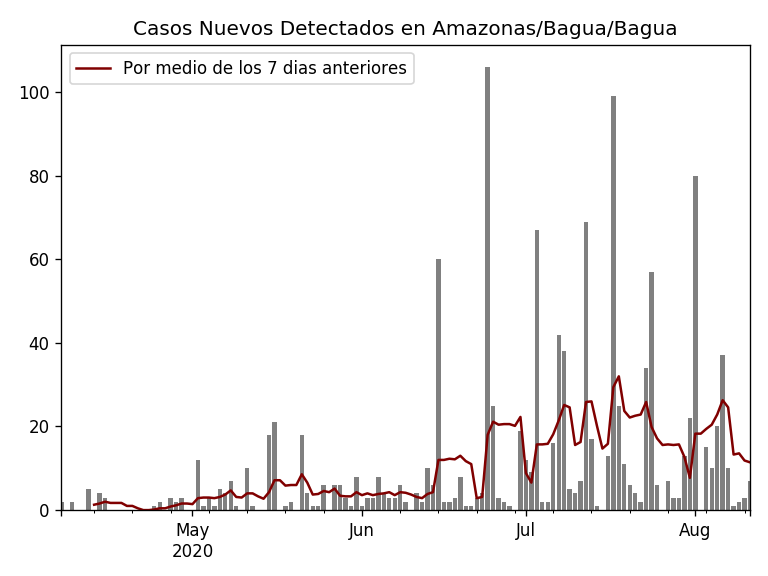 Casos Nuevos Detectados en Amazonas/Bagua/Bagua
Por medio de los 7 dias anteriores
100
80
60
40
20
0
May
2020
Jun
Jul
Aug